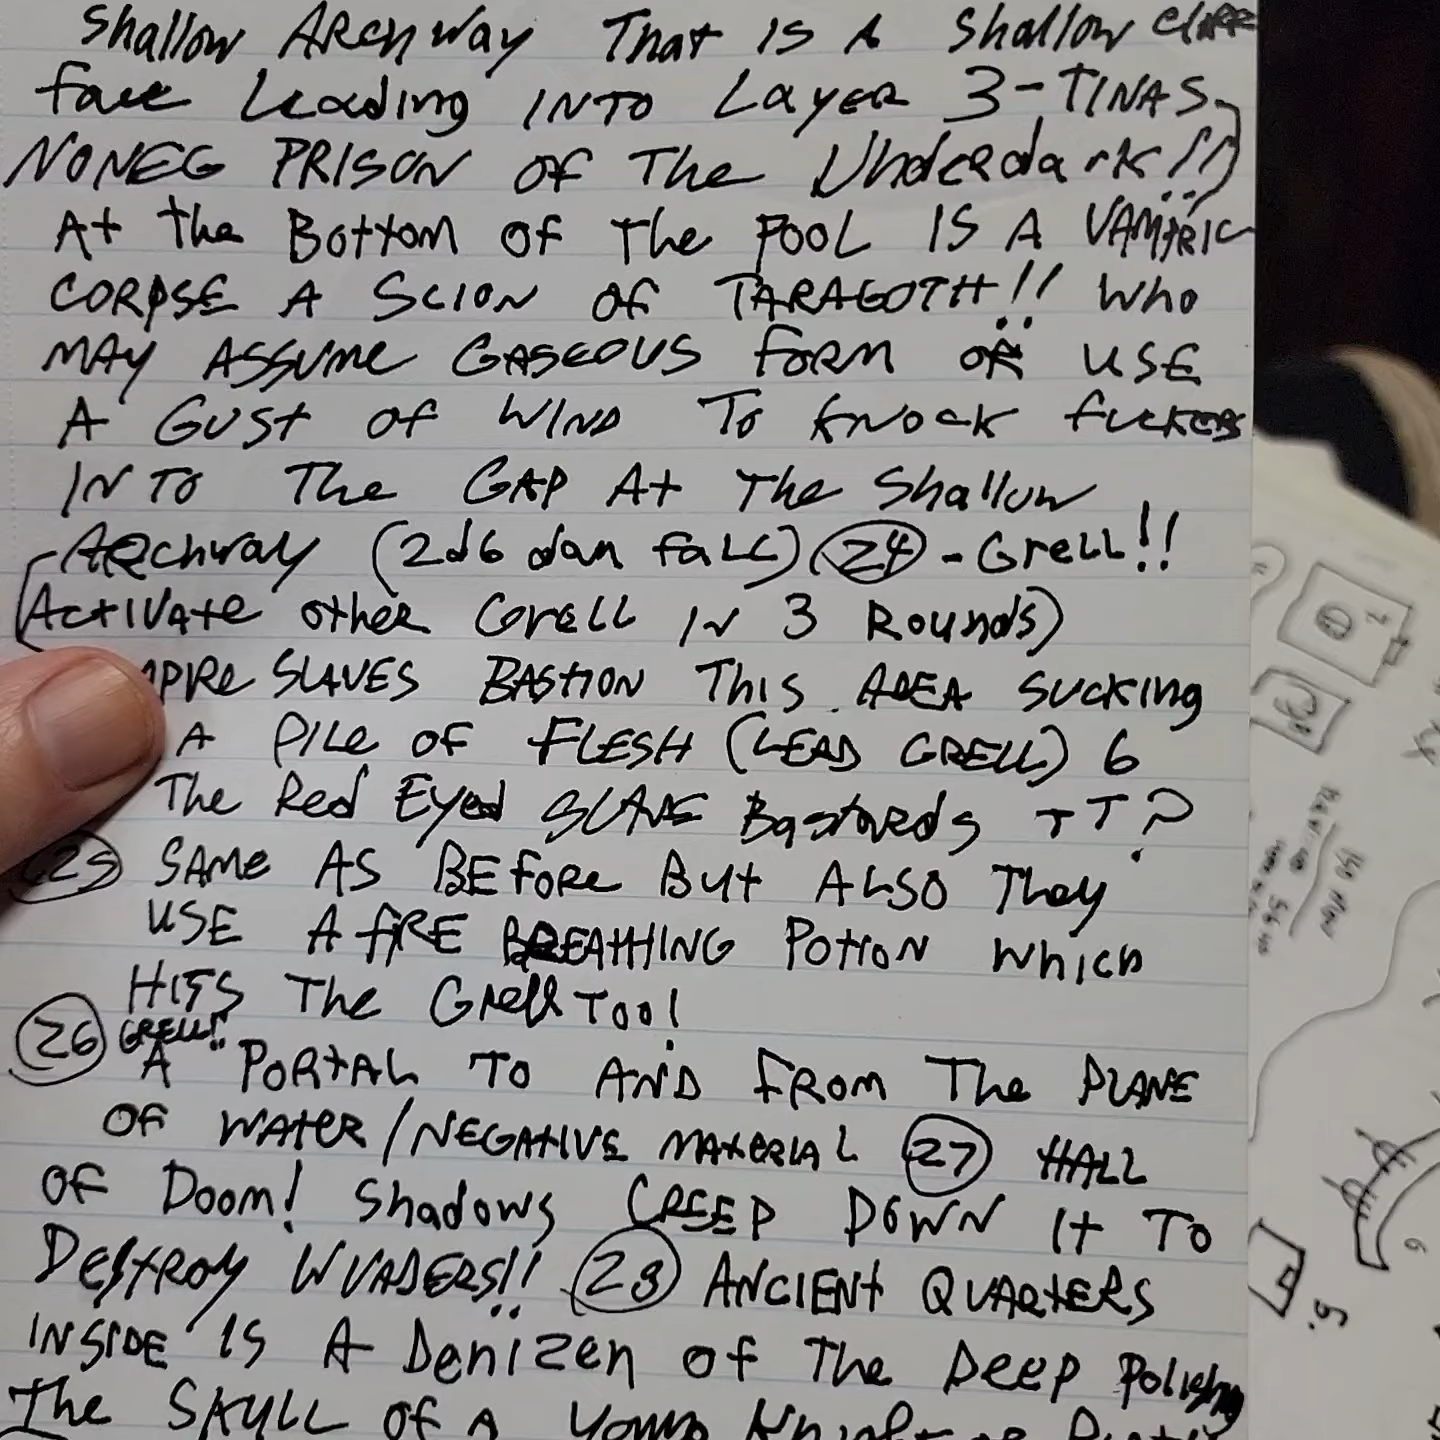 Shallow Archway That is A Shallow Cliff
face Leading INTO Layer 3-TINAS
NONEG PRISON of The Underdark!!
At the Bottom of The POOL IS A VAMPRIC
CORPSE A SCION of TARAGOTH!! Who
MAY ASSUME GASEOUS FORM OR USE
A GUST of WIND To KNOCK fuckers
INTO The GAP At The Shallow
Archway (2d6 dam fall) 24 - Grell!!
(Activate other Grell IN 3 Rounds)
MPIRE SLAVES BASTION This AREA SUCKING
A PILE of FLESH (LEAD GRELL) 6
The Red Eyed SLAVE Bastards TT?
25 SAME AS BEFORE BUT ALSO They
USE A FIRE BREATHING POTION which
HITS The Grell Too!
26 GRELL!!
A PORTAL TO AND FROM The PLANE
OF WATER/NEGATIVE MATERIAL 27 HALL
OF Doom! Shadows CREEP DOWN It TO
DESTROY INVADERS!! 28 ANCIENT QUARTERS
INSIDE IS A Denizen of The Deep Polishing
The SKULL of A Young